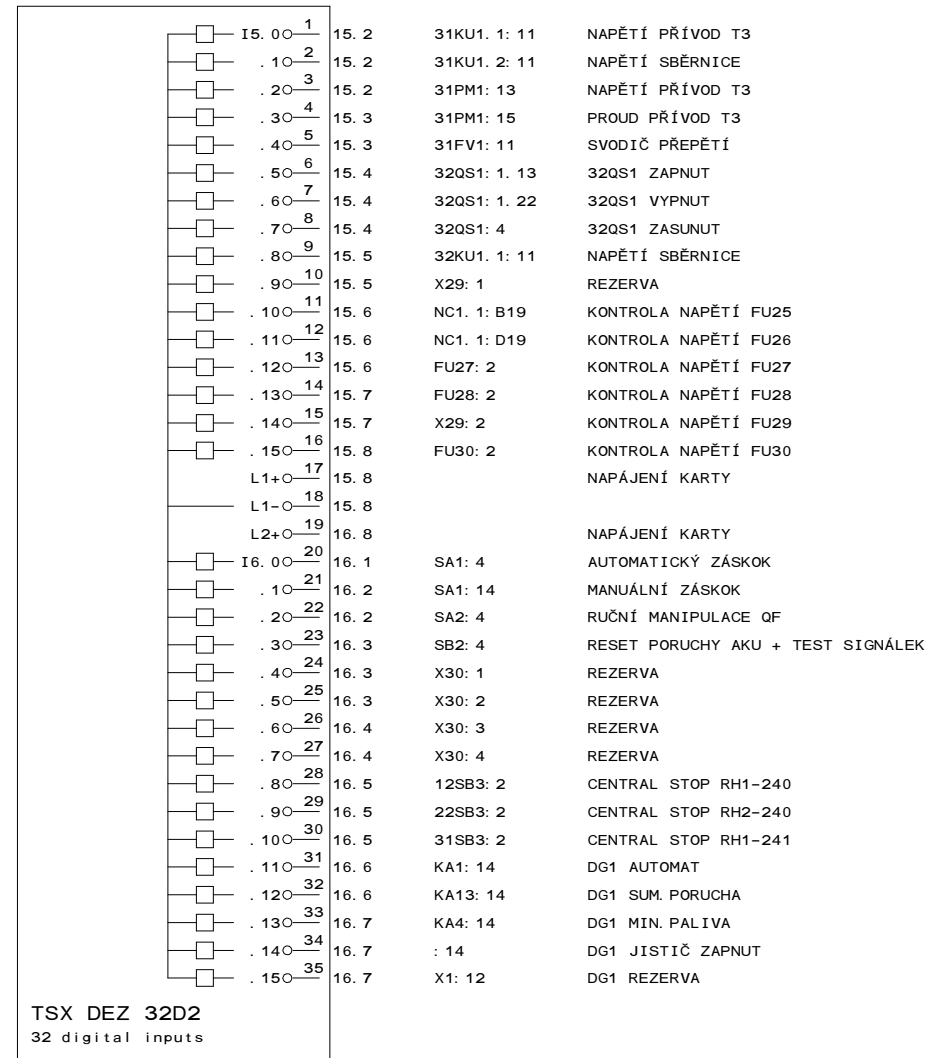 I5.0 1 15.2 31KU1.1:11 NAPĚTÍ PŘÍVOD T3
.1 2 15.2 31KU1.2:11 NAPĚTÍ SBĚRNICE
.2 3 15.2 31PM1:13 NAPĚTÍ PŘÍVOD T3
.3 4 15.3 31PM1:15 PROUD PŘÍVOD T3
.4 5 15.3 31FV1:11 SVODIČ PŘEPĚTÍ
.5 6 15.4 32QS1:1.13 32QS1 ZAPNUT
.6 7 15.4 32QS1:1.22 32QS1 VYPNUT
.7 8 15.4 32QS1:4 32QS1 ZASUNUT
.8 9 15.5 32KU1.1:11 NAPĚTÍ SBĚRNICE
.9 10 15.5 X29:1 REZERVA
.10 11 15.6 NC1.1:B19 KONTROLA NAPĚTÍ FU25
.11 12 15.6 NC1.1:D19 KONTROLA NAPĚTÍ FU26
.12 13 15.6 FU27:2 KONTROLA NAPĚTÍ FU27
.13 14 15.7 FU28:2 KONTROLA NAPĚTÍ FU28
.14 15 15.7 X29:2 KONTROLA NAPĚTÍ FU29
.15 16 15.8 FU30:2 KONTROLA NAPĚTÍ FU30
L1+ 17 15.8 NAPÁJENÍ KARTY
L1- 18 15.8
L2+ 19 16.8 NAPÁJENÍ KARTY
I6.0 20 16.1 SA1:4 AUTOMATICKÝ ZÁSKOK
.1 21 16.2 SA1:14 MANUÁLNÍ ZÁSKOK
.2 22 16.2 SA2:4 RUČNÍ MANIPULACE QF
.3 23 16.3 SB2:4 RESET PORUCHY AKU + TEST SIGNÁLEK
.4 24 16.3 X30:1 REZERVA
.5 25 16.3 X30:2 REZERVA
.6 26 16.4 X30:3 REZERVA
.7 27 16.4 X30:4 REZERVA
.8 28 16.5 12SB3:2 CENTRAL STOP RH1-240
.9 29 16.5 22SB3:2 CENTRAL STOP RH2-240
.10 30 16.5 31SB3:2 CENTRAL STOP RH1-241
.11 31 16.6 KA1:14 DG1 AUTOMAT
.12 32 16.6 KA13:14 DG1 SUM.PORUCHA
.13 33 16.7 KA4:14 DG1 MIN.PALIVA
.14 34 16.7 :14 DG1 JISTIČ ZAPNUT
.15 35 16.7 X1:12 DG1 REZERVA
TSX DEZ 32D2
32 digital inputs